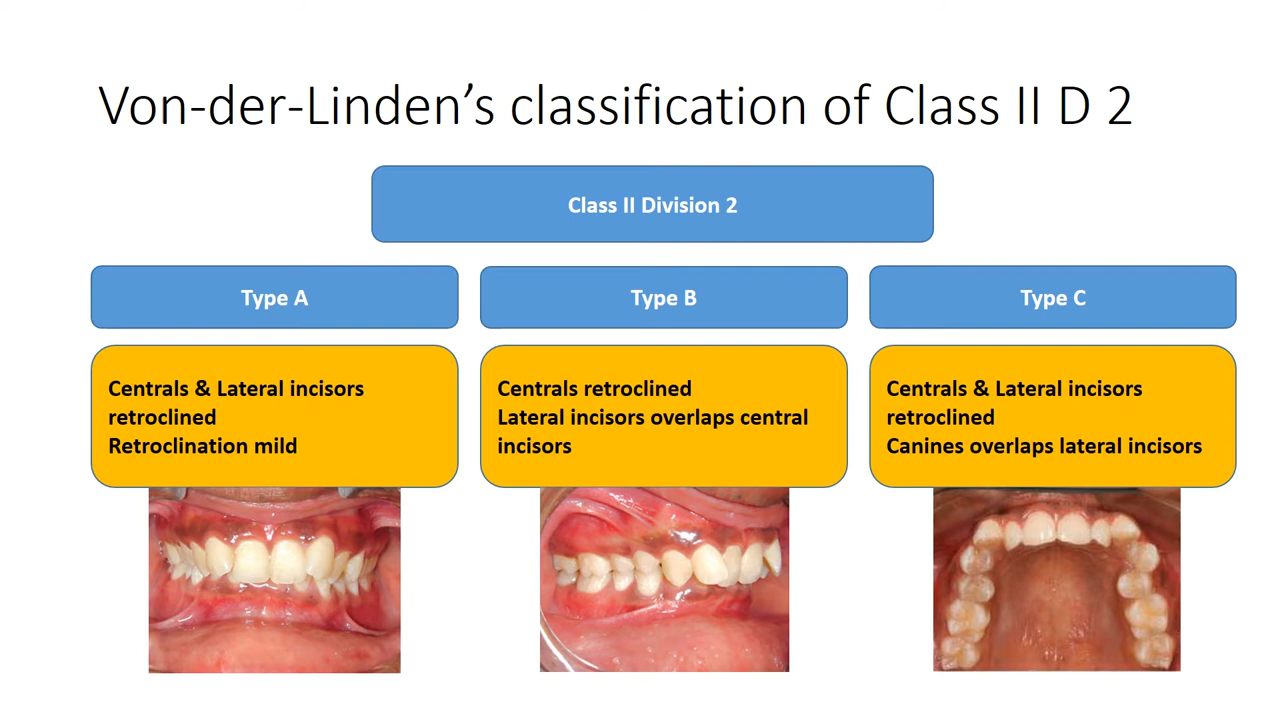 Von-der-Linden’s classification of Class II D 2
Class II Division 2
Type A
Type B
Type C
Centrals & Lateral incisors
retroclined
Retroclination mild
Centrals retroclined
Lateral incisors overlaps central
incisors
Centrals & Lateral incisors
retroclined
Canines overlaps lateral incisors